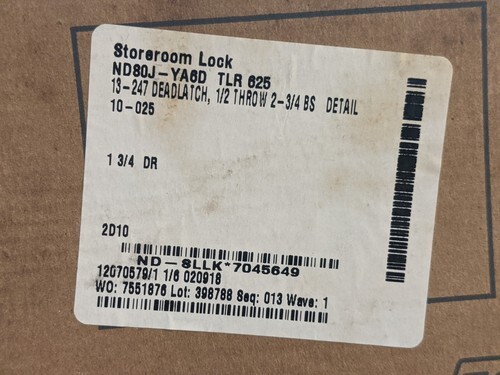 Storeroom Lock
ND80J-YA6D TLR 625
13-247 DEADLATCH, 1/2 THROW 2-3/4 BS DETAIL
10-025
1 3/4 DR
2D10
ND-SLLK*7045649
12070579/1 1/6 020918
WO: 7551876 Lot: 398788 Seq: 013 Wave: 1